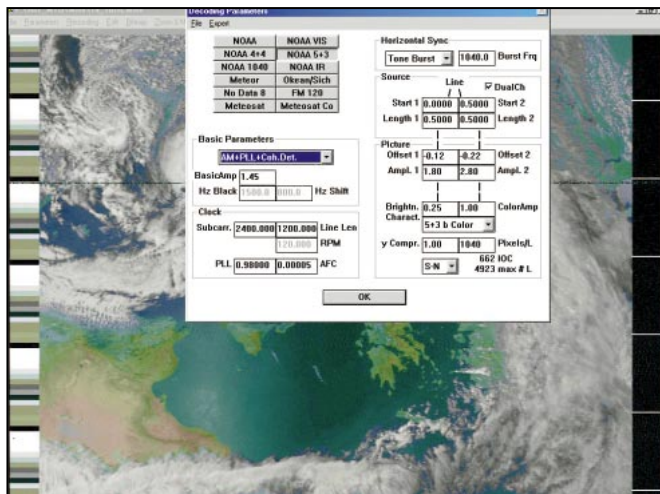 Decoding Parameters
File Expert
NOAA NOAA VIS
NOAA 4+4 NOAA 5+3
NOAA 1040 NOAA IR
Meteor Okean/Sich
No Data 8 FM 120
Meteosat Meteosat Co
Basic Parameters
AM+PLL+Coh.Det.
BasicAmp 1.45
Hz Black 1500.0 800.0 Hz Shift
Clock
Subcarr. 2400.000 1200.000 Line Len
120.000 RPM
PLL 0.98000 0.00005 AFC
Horizontal Sync
Tone Burst 1040.0 Burst Frq
Source
Line
DualCh
Start 1 0.0000 0.5000 Start 2
Length 1 0.5000 0.5000 Length 2
Picture
Offset 1 -0.12 -0.22 Offset 2
Ampl. 1 1.80 2.80 Ampl. 2
Brightn. 0.25 1.00 ColorAmp
Charact.
5+3 b Color
y Compr. 1.00 1040 Pixels/L
S-N 662 IOC
4923 max # L
OK